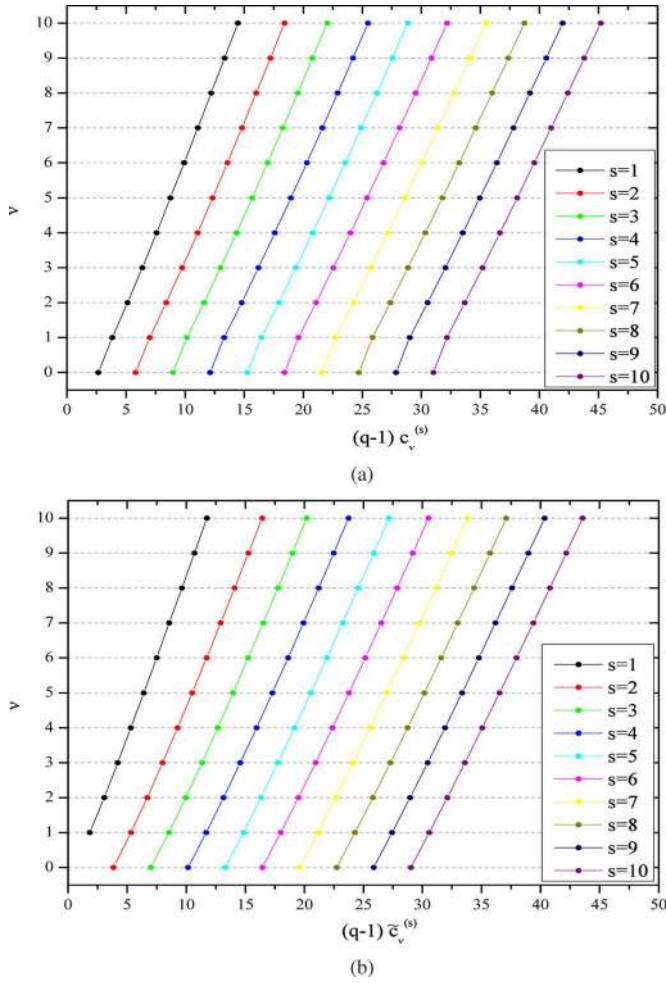 10
9
8
7
6
5
4
3
2
1
0
ν
s=1
s=2
s=3
s=4
s=5
s=6
s=7
s=8
s=9
s=10
0 5 10 15 20 25 30 35 40 45 50
(q-1) c_ν^(s)
(a)
10
9
8
7
6
5
4
3
2
1
0
ν
s=1
s=2
s=3
s=4
s=5
s=6
s=7
s=8
s=9
s=10
0 5 10 15 20 25 30 35 40 45 50
(q-1) c̃_ν^(s)
(b)